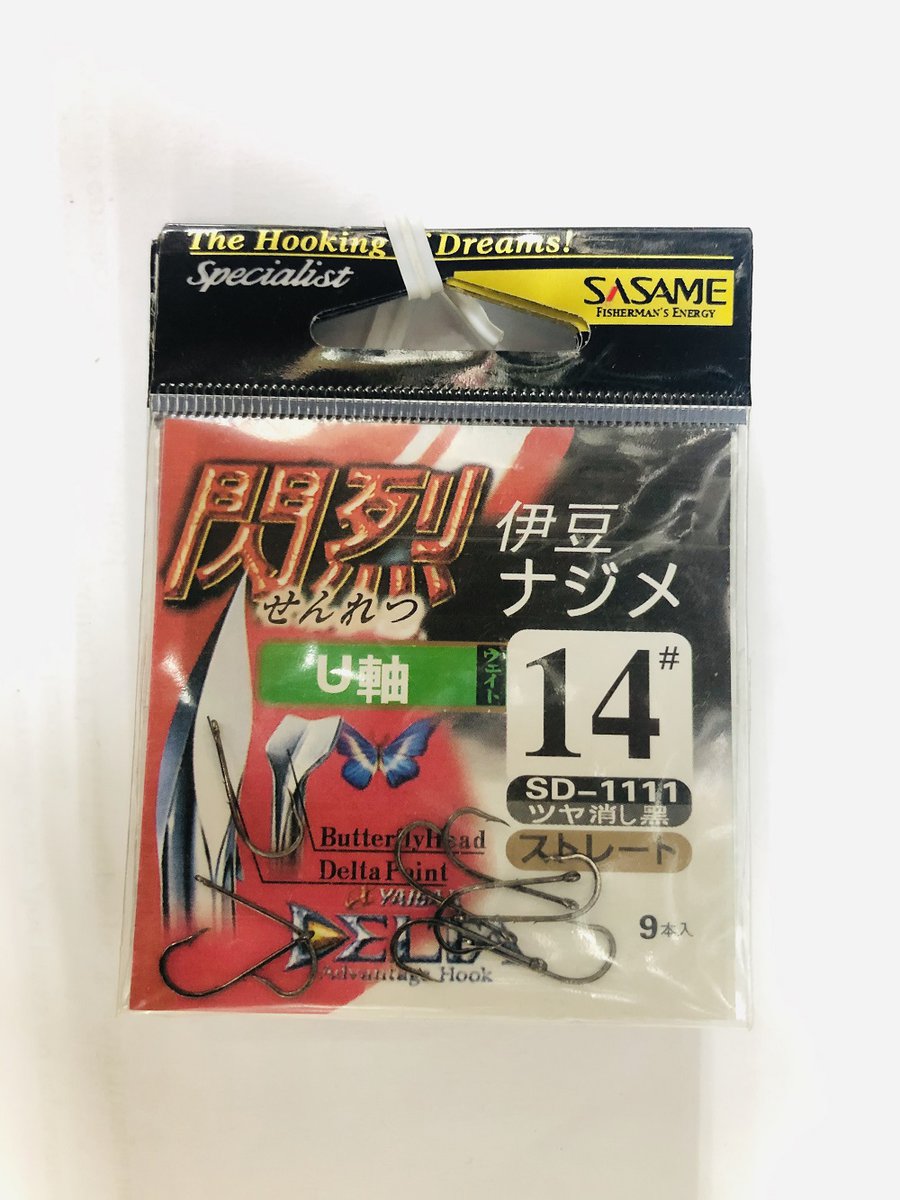 The Hooking Dreams!
Specialist
SASAME
FISHERMAN'S ENERGY
閃烈
せんれつ
伊豆
ナジメ
U軸
ウエイト
14#
SD-1111
ツヤ消し黒
ストレート
ButterflyHead
Delta Point
Advantage Hook
9本入